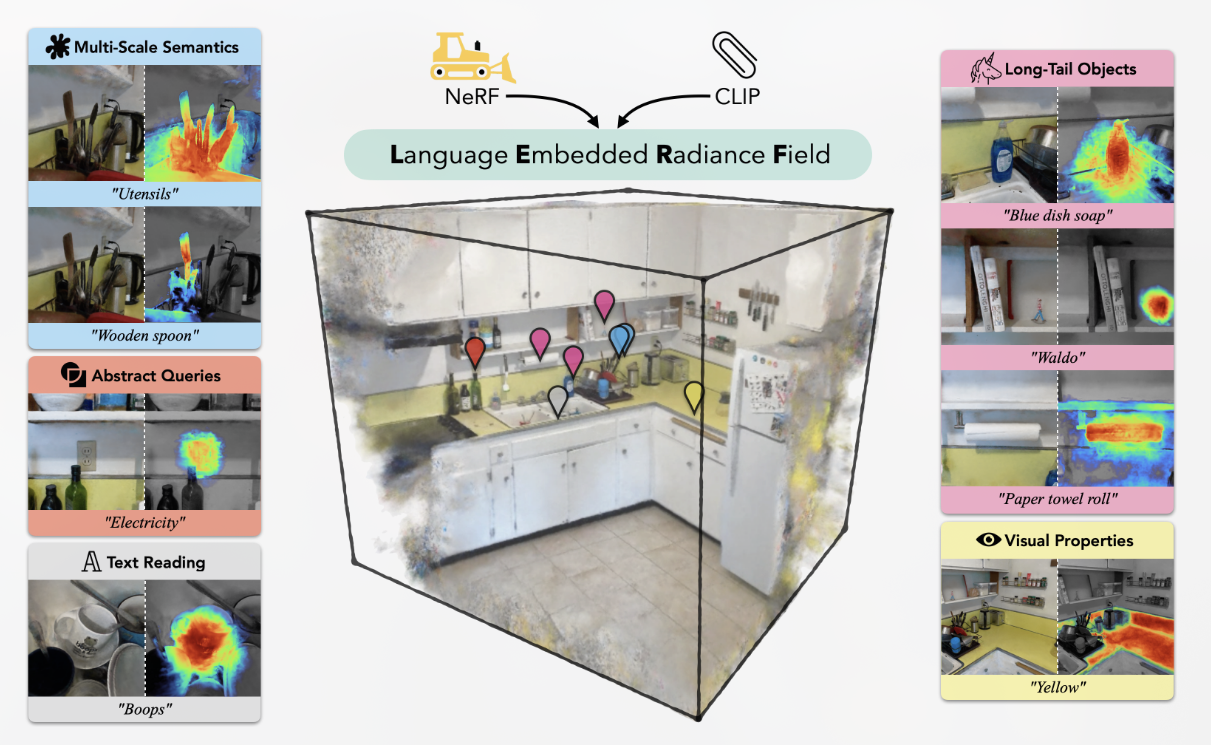 Multi-Scale Semantics
"Utensils"
"Wooden spoon"
Abstract Queries
"Electricity"
Text Reading
"Boops"
NeRF
CLIP
Language Embedded Radiance Field
Long-Tail Objects
"Blue dish soap"
"Waldo"
"Paper towel roll"
Visual Properties
"Yellow"